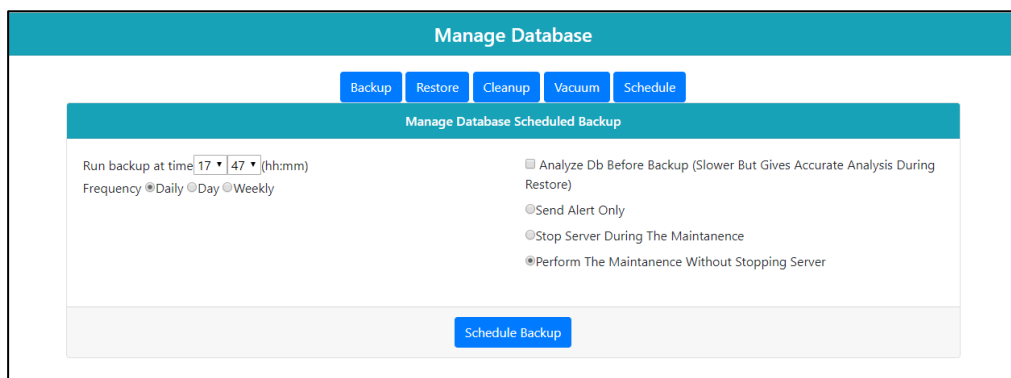 Manage Database
Backup Restore Cleanup Vacuum Schedule
Manage Database Scheduled Backup
Run backup at time 17 47 (hh:mm)
Frequency Daily Day Weekly
Analyze Db Before Backup (Slower But Gives Accurate Analysis During
Restore)
Send Alert Only
Stop Server During The Maintanence
Perform The Maintanence Without Stopping Server
Schedule Backup